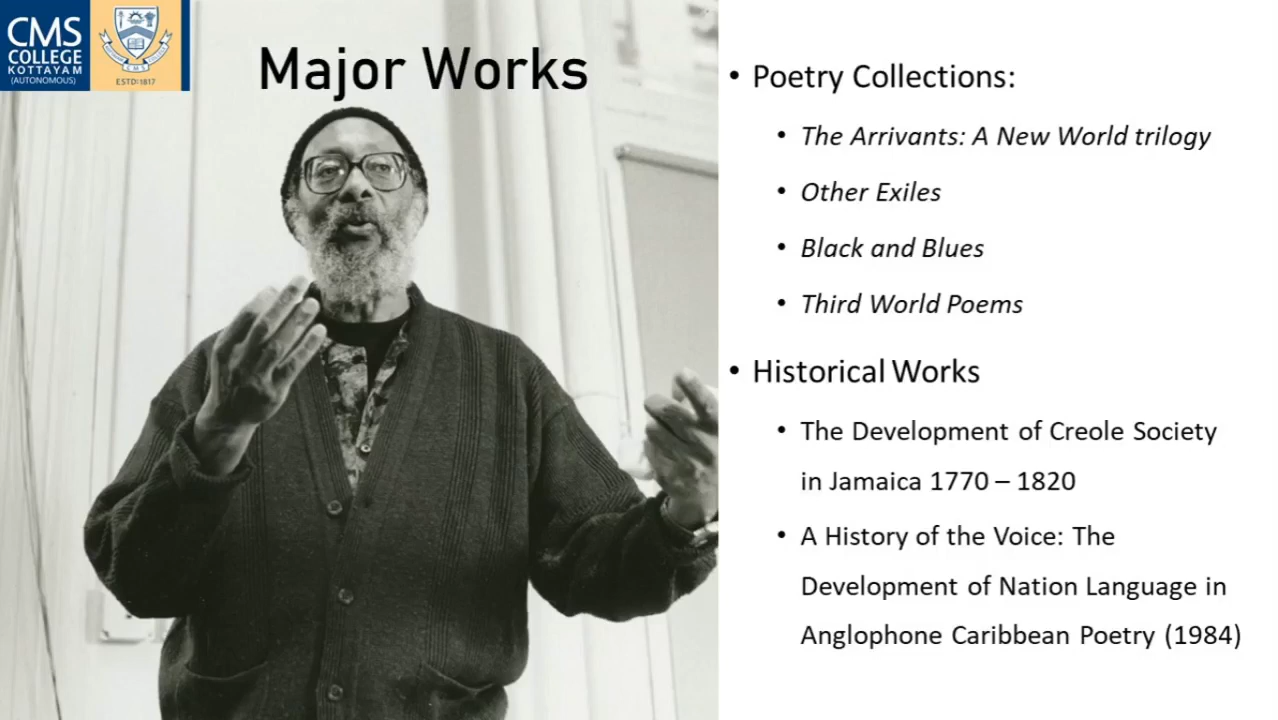 CMS
COLLEGE
KOTTAYAM
(AUTONOMOUS)
ESTD:1817
Major Works
• Poetry Collections:
• The Arrivants: A New World trilogy
• Other Exiles
• Black and Blues
• Third World Poems
• Historical Works
• The Development of Creole Society
in Jamaica 1770 – 1820
• A History of the Voice: The
Development of Nation Language in
Anglophone Caribbean Poetry (1984)